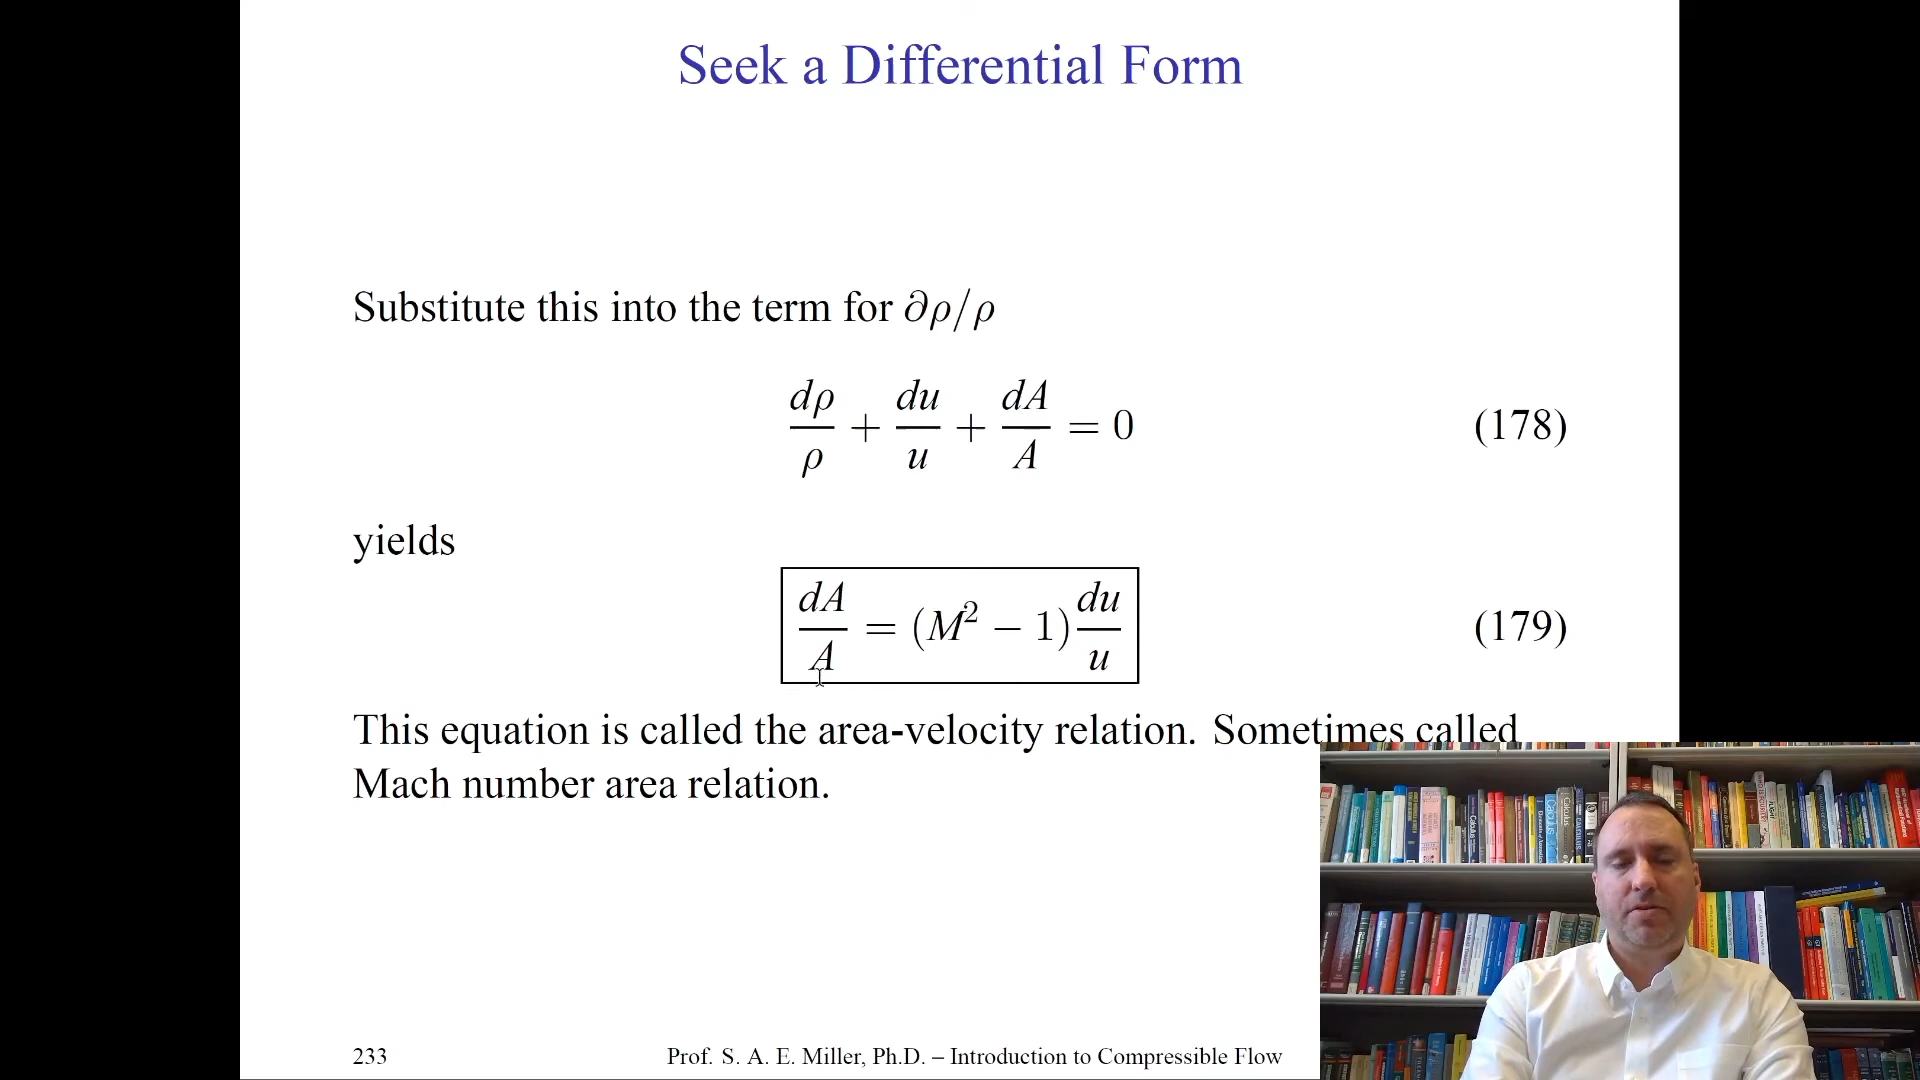 Seek a Differential Form
Substitute this into the term for ∂ρ/ρ
dρ/ρ + du/u + dA/A = 0 (178)
yields
dA/A = (M² − 1) du/u (179)
This equation is called the area-velocity relation. Sometimes called
Mach number area relation.
233 Prof. S. A. E. Miller, Ph.D. – Introduction to Compressible Flow